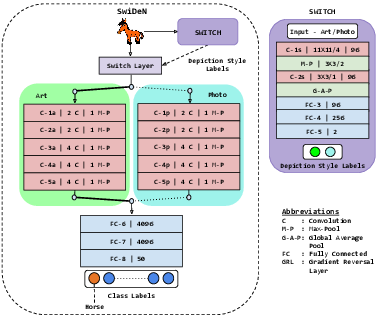 SwiDeN
SWITCH
Switch Layer
Depiction Style
Labels
Art
Photo
C-1a | 2 C | 1 M-P
C-2a | 2 C | 1 M-P
C-3a | 4 C | 1 M-P
C-4a | 4 C | 1 M-P
C-5a | 4 C | 1 M-P
C-1p | 2 C | 1 M-P
C-2p | 2 C | 1 M-P
C-3p | 4 C | 1 M-P
C-4p | 4 C | 1 M-P
C-5p | 4 C | 1 M-P
FC-6 | 4096
FC-7 | 4096
FC-8 | 50
Class Labels
Horse
SWITCH
Input - Art/Photo
C-1s | 11X11/4 | 96
M-P | 3X3/2
C-2s | 3X3/1 | 96
G-A-P
FC-3 | 96
FC-4 | 256
FC-5 | 2
Depiction Style Labels
Abbreviations
C : Convolution
M-P : Max-Pool
G-A-P: Global Average
Pool
FC : Fully Connected
GRL : Gradient Reversal
Layer